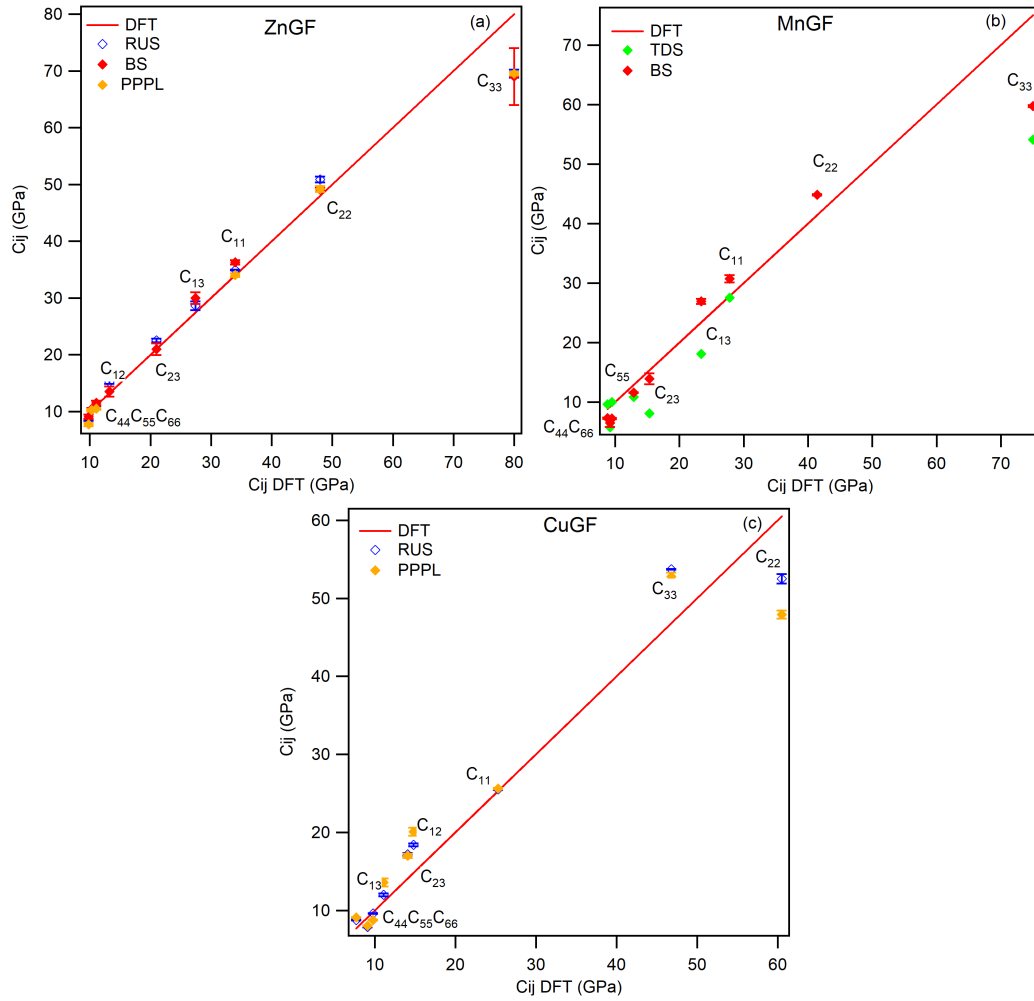 ZnGF
(a)
DFT
RUS
BS
PPPL
C33
C22
C11
C13
C12
C23
C44C55C66
80
70
60
50
40
30
20
10
Cij (GPa)
10 20 30 40 50 60 70 80
Cij DFT (GPa)
MnGF
(b)
DFT
TDS
BS
C33
C22
C11
C13
C55
C23
C44C66
70
60
50
40
30
20
10
Cij (GPa)
10 20 30 40 50 60 70
Cij DFT (GPa)
CuGF
(c)
DFT
RUS
PPPL
C22
C33
C11
C12
C23
C13
C44C55C66
60
50
40
30
20
10
Cij (GPa)
10 20 30 40 50 60
Cij DFT (GPa)